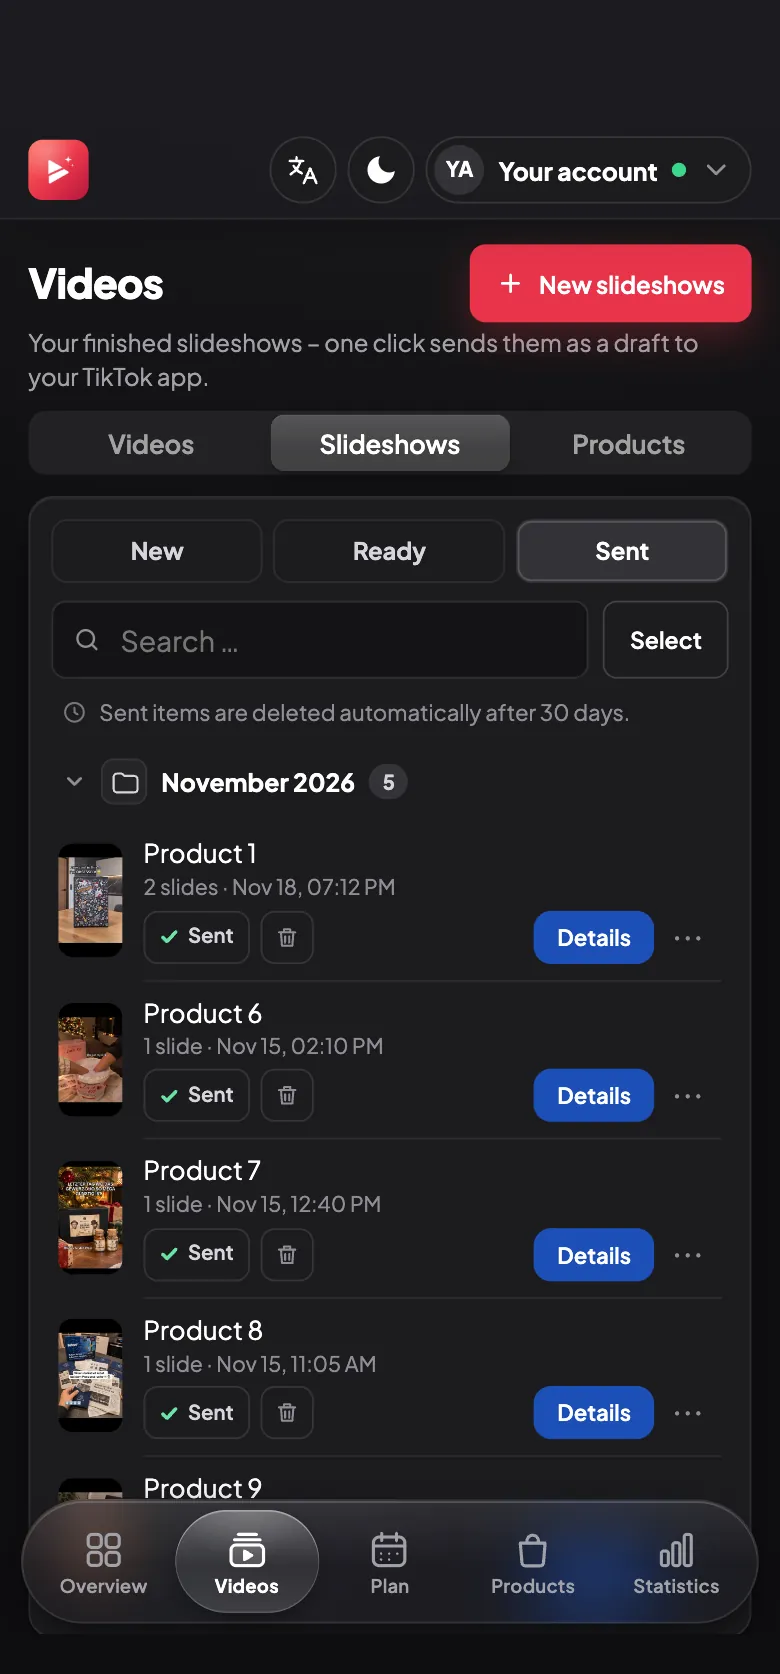 YA Your account
Videos
+ New slideshows
Your finished slideshows – one click sends them as a draft to
your TikTok app.
Videos Slideshows Products
New Ready Sent
Search ... Select
Sent items are deleted automatically after 30 days.
November 2026 5
Product 1
2 slides · Nov 18, 07:12 PM
Sent Details ...
Product 6
1 slide · Nov 15, 02:10 PM
Sent Details ...
Product 7
1 slide · Nov 15, 12:40 PM
Sent Details ...
Product 8
1 slide · Nov 15, 11:05 AM
Sent Details ...
Product 9
Overview Videos Plan Products Statistics